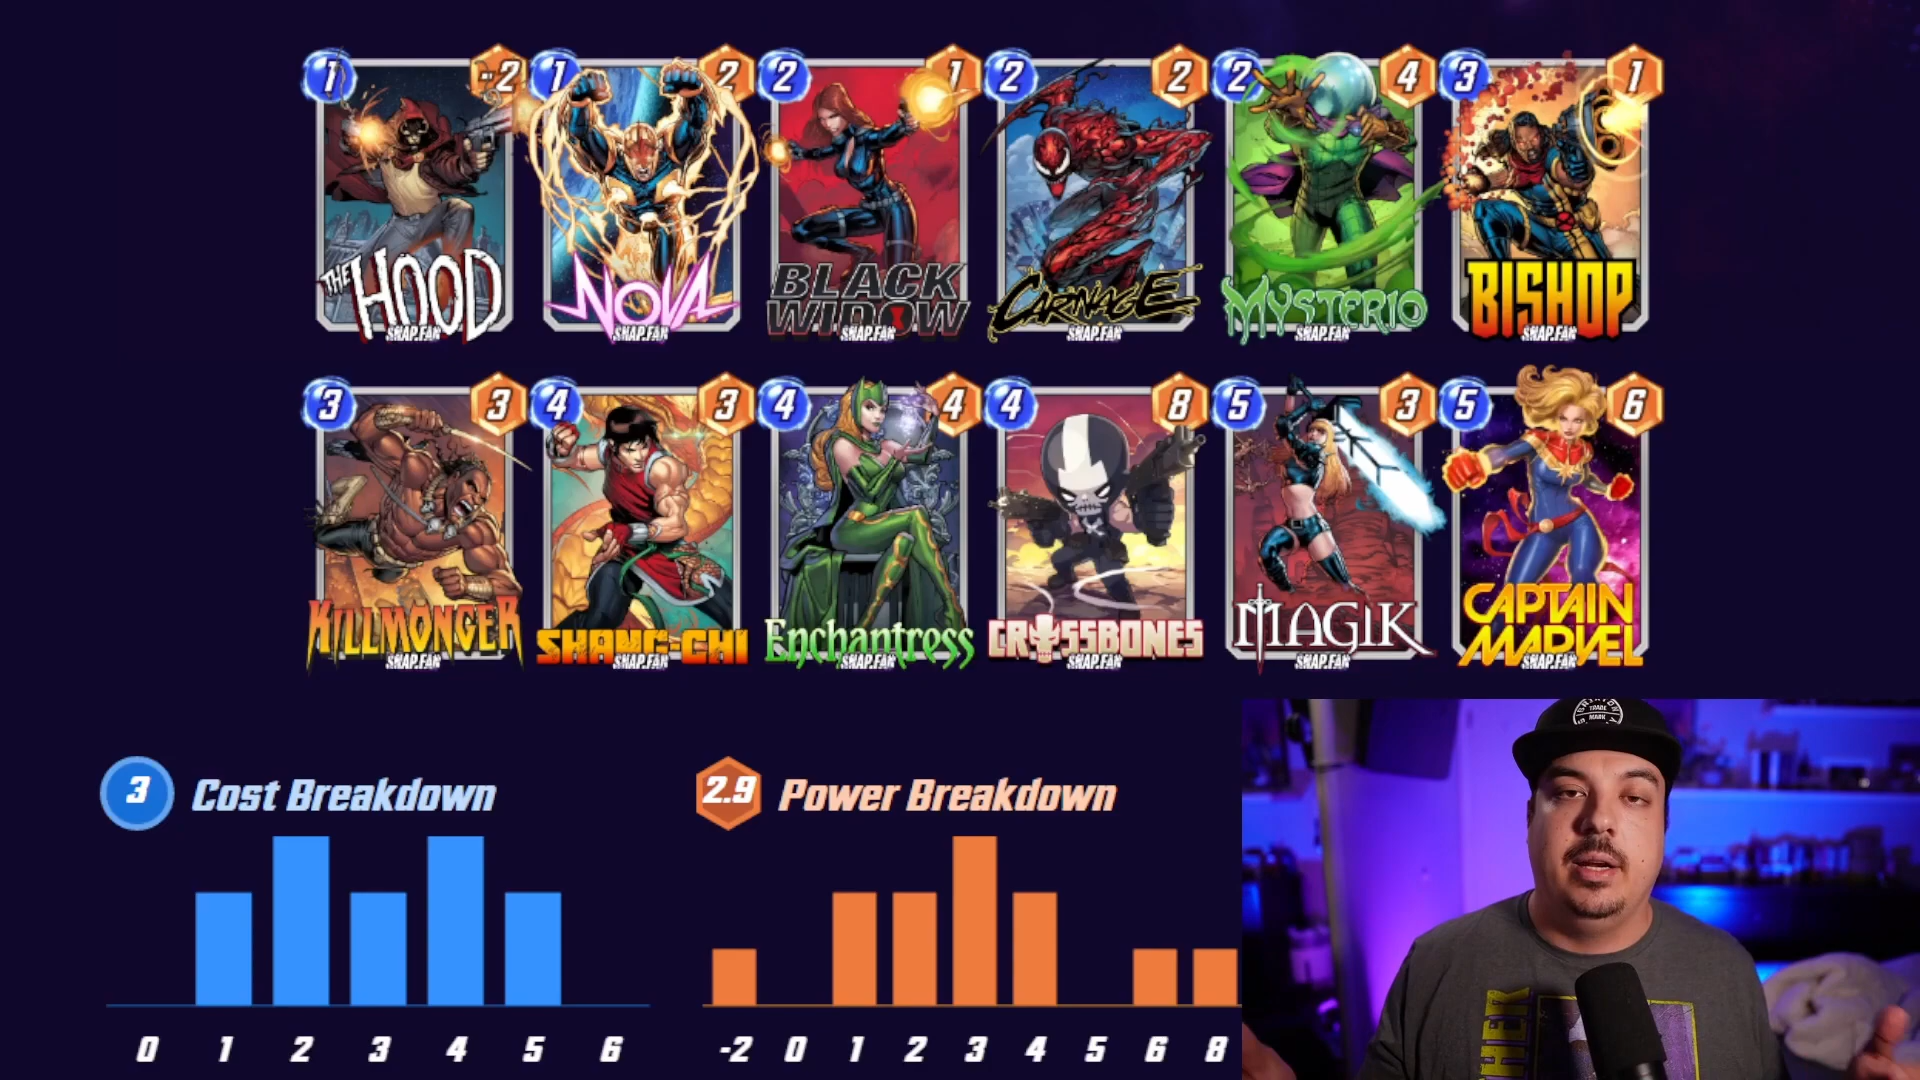 1 -2 1 2 2 1 2 2 2 4 3 1
THE HOOD NOVA BLACK WIDOW CARNAGE MYSTERIO BISHOP
SNAP.FAN SNAP.FAN SNAP.FAN SNAP.FAN SNAP.FAN SNAP.FAN
3 3 4 3 4 4 4 8 5 3 5 6
KILLMONGER SHANG-CHI Enchantress CROSSBONES MAGIK CAPTAIN MARVEL
SNAP.FAN SNAP.FAN SNAP.FAN SNAP.FAN SNAP.FAN SNAP.FAN
3 Cost Breakdown
0 1 2 3 4 5 6
2.9 Power Breakdown
-2 0 1 2 3 4 5 6 8
TRADE
MARK